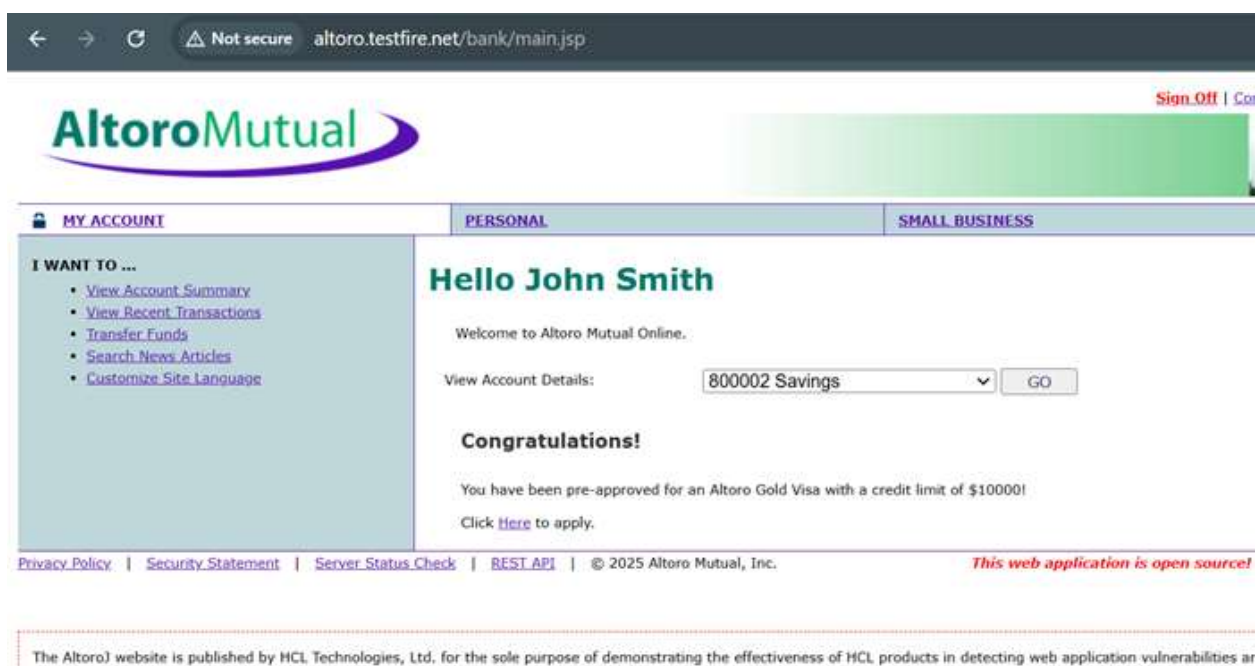 Not secure altoro.testfire.net/bank/main.jsp
Sign Off |
AltoroMutual
MY ACCOUNT PERSONAL SMALL BUSINESS
I WANT TO ...
View Account Summary
View Recent Transactions
Transfer Funds
Search News Articles
Customize Site Language
Hello John Smith
Welcome to Altoro Mutual Online.
View Account Details: 800002 Savings GO
Congratulations!
You have been pre-approved for an Altoro Gold Visa with a credit limit of $10000!
Click Here to apply.
Privacy Policy | Security Statement | Server Status Check | REST API | © 2025 Altoro Mutual, Inc. This web application is open source!
The AltoroJ website is published by HCL Technologies, Ltd. for the sole purpose of demonstrating the effectiveness of HCL products in detecting web application vulnerabilities